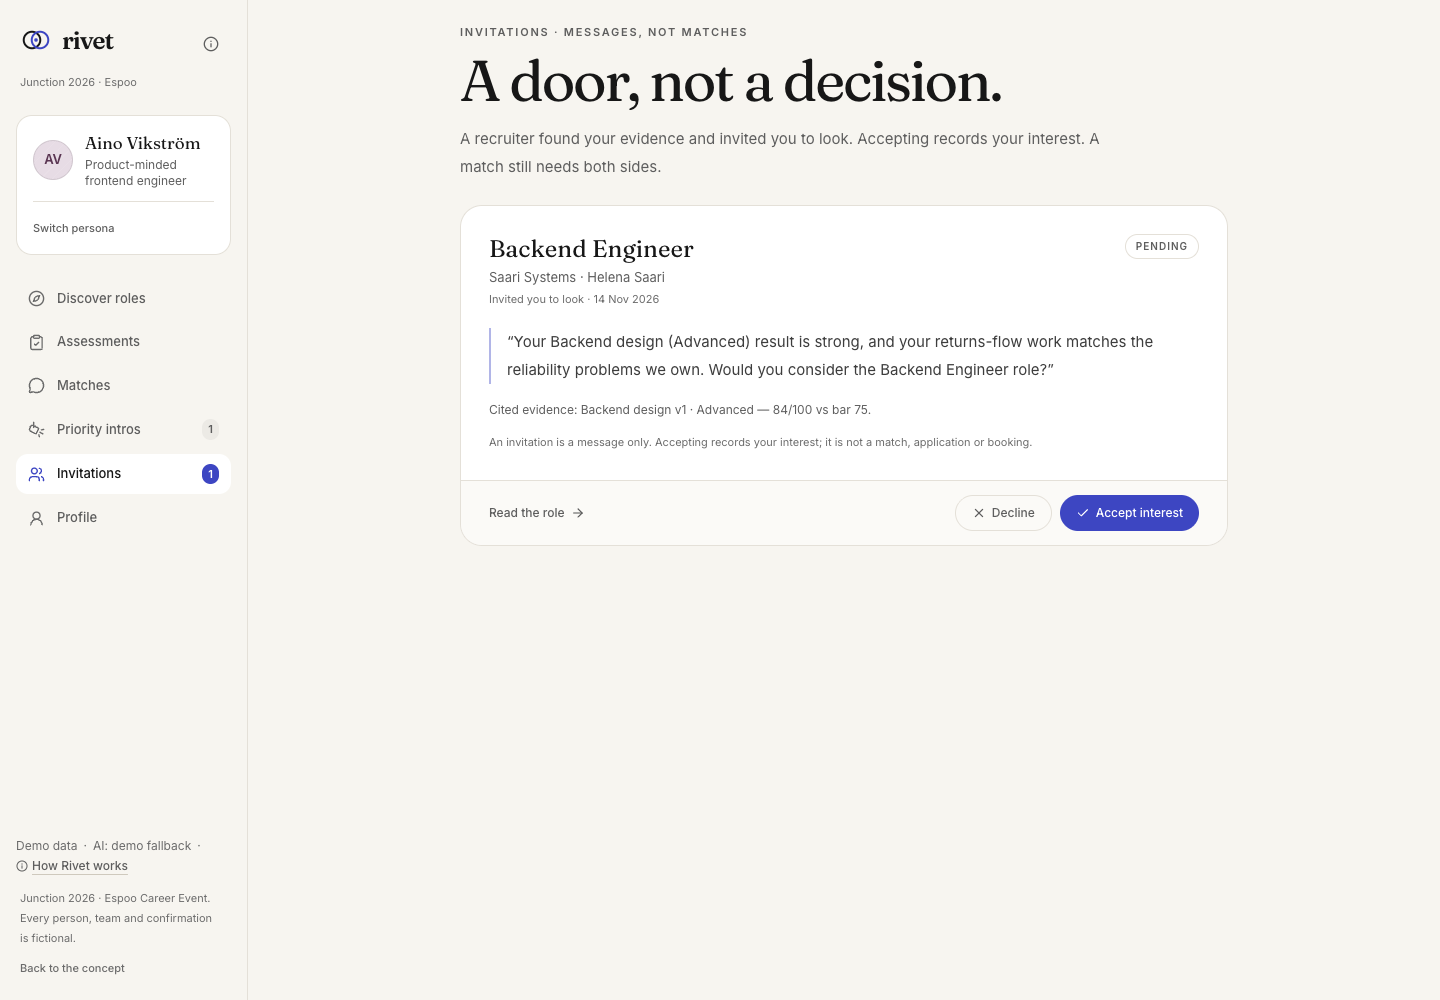 rivet
Junction 2026 · Espoo
AV
Aino Vikström
Product-minded
frontend engineer
Switch persona
Discover roles
Assessments
Matches
Priority intros 1
Invitations 1
Profile
Demo data · AI: demo fallback ·
How Rivet works
Junction 2026 · Espoo Career Event.
Every person, team and confirmation
is fictional.
Back to the concept
INVITATIONS · MESSAGES, NOT MATCHES
A door, not a decision.
A recruiter found your evidence and invited you to look. Accepting records your interest. A
match still needs both sides.
Backend Engineer
PENDING
Saari Systems · Helena Saari
Invited you to look · 14 Nov 2026
“Your Backend design (Advanced) result is strong, and your returns-flow work matches the
reliability problems we own. Would you consider the Backend Engineer role?”
Cited evidence: Backend design v1 · Advanced — 84/100 vs bar 75.
An invitation is a message only. Accepting records your interest; it is not a match, application or booking.
Read the role →
Decline
Accept interest